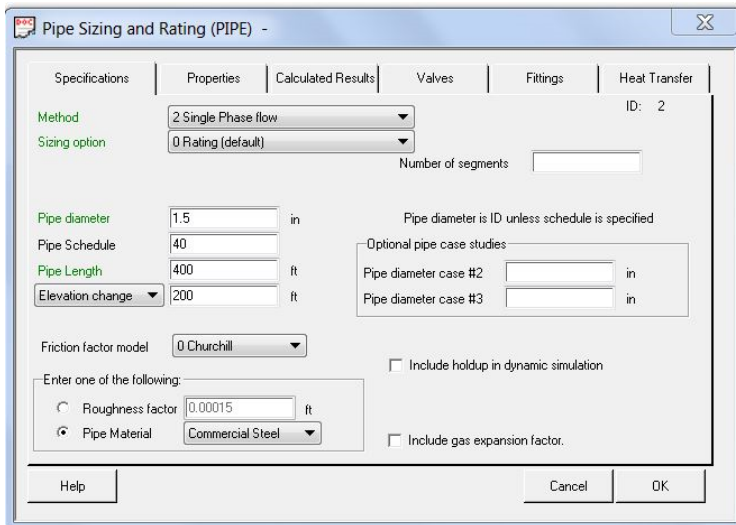 DOC
Pipe Sizing and Rating (PIPE) -
X
Specifications Properties Calculated Results Valves Fittings Heat Transfer
ID: 2
Method 2 Single Phase flow
Sizing option 0 Rating (default)
Number of segments
Pipe diameter 1.5 in Pipe diameter is ID unless schedule is specified
Pipe Schedule 40 Optional pipe case studies
Pipe Length 400 ft Pipe diameter case #2 in
Elevation change 200 ft Pipe diameter case #3 in
Friction factor model 0 Churchill
Include holdup in dynamic simulation
Enter one of the following:
Roughness factor 0.00015 ft
Pipe Material Commercial Steel
Include gas expansion factor.
Help Cancel OK